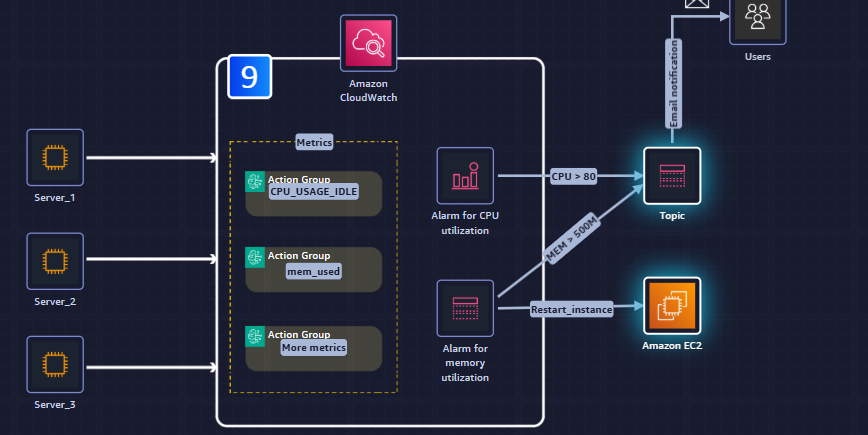 9
Amazon
CloudWatch
Users
Email notification
Metrics
Server_1
Action Group
CPU_USAGE_IDLE
Alarm for CPU
utilization
CPU > 80
Topic
Server_2
Action Group
mem_used
MEM > 500M
Restart_instance
Amazon EC2
Server_3
Action Group
More metrics
Alarm for
memory
utilization